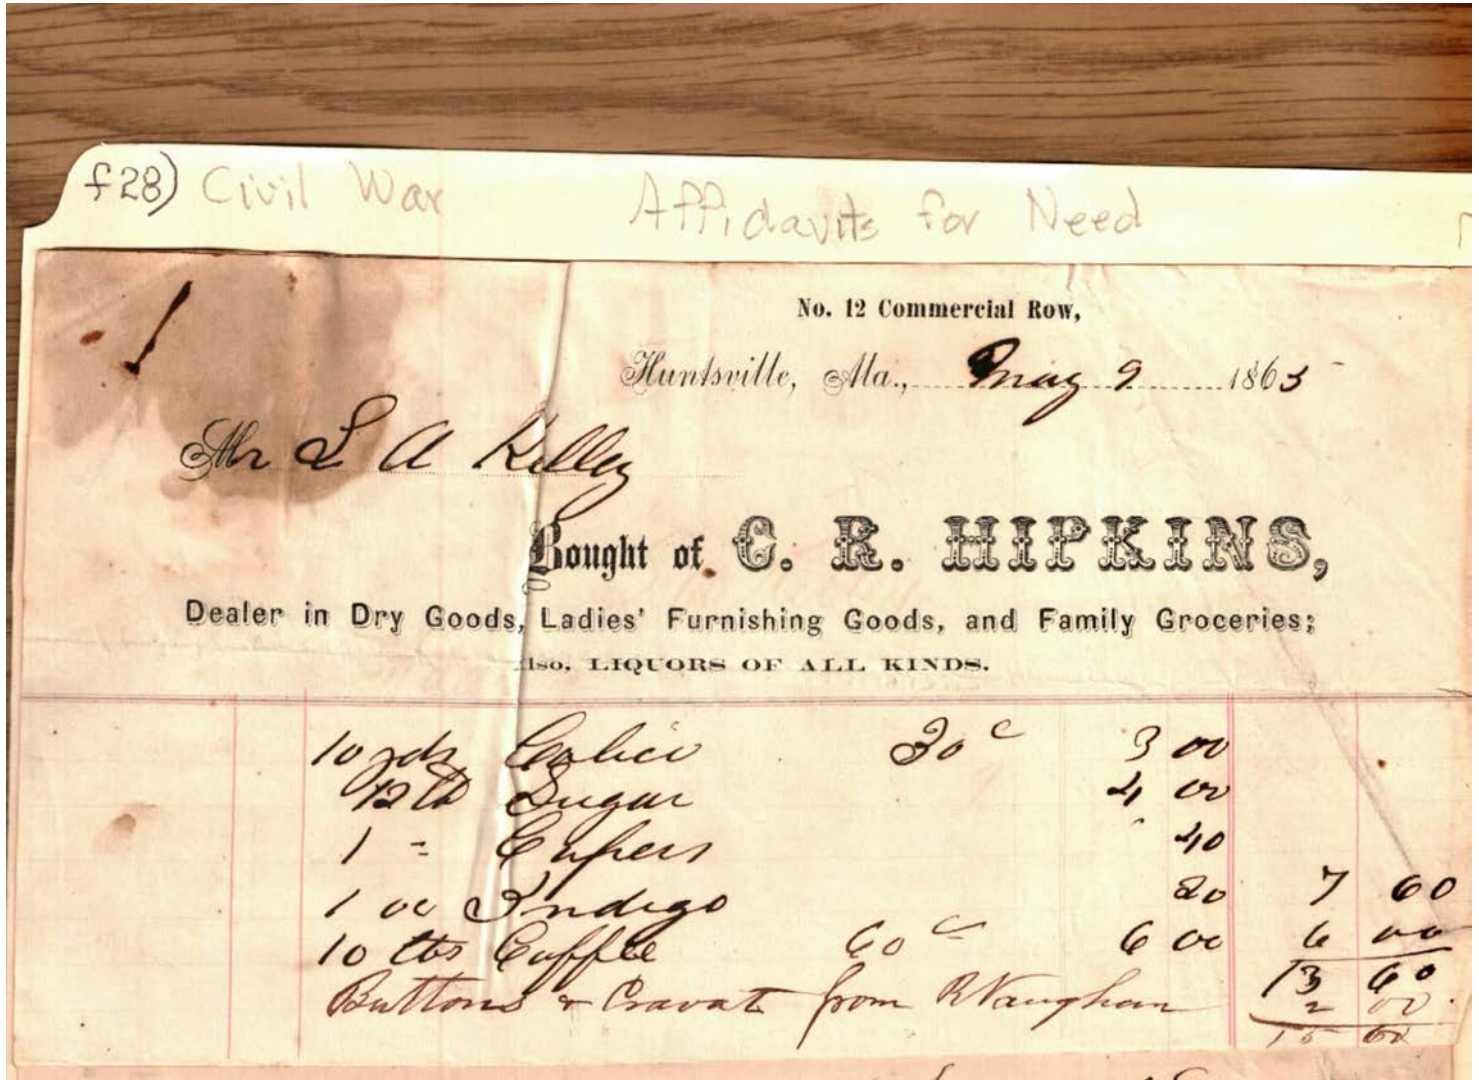 f28) Civil War Affidavits for Need
No. 12 Commercial Row,
Huntsville, Ala., May 9 1865
Mr L A Kelley
Bought of C. R. HIPKINS,
Dealer in Dry Goods, Ladies' Furnishing Goods, and Family Groceries;
Also, LIQUORS OF ALL KINDS.
10 yds Calico 30c 3 00
12 lb Sugar 4 00
1 = 40
1 oz Indigo 20 7 60
10 lbs Coffee 60c 6 00 6 00
13 60
Buttons & Cravat from R Vaughan 2 00
15 60